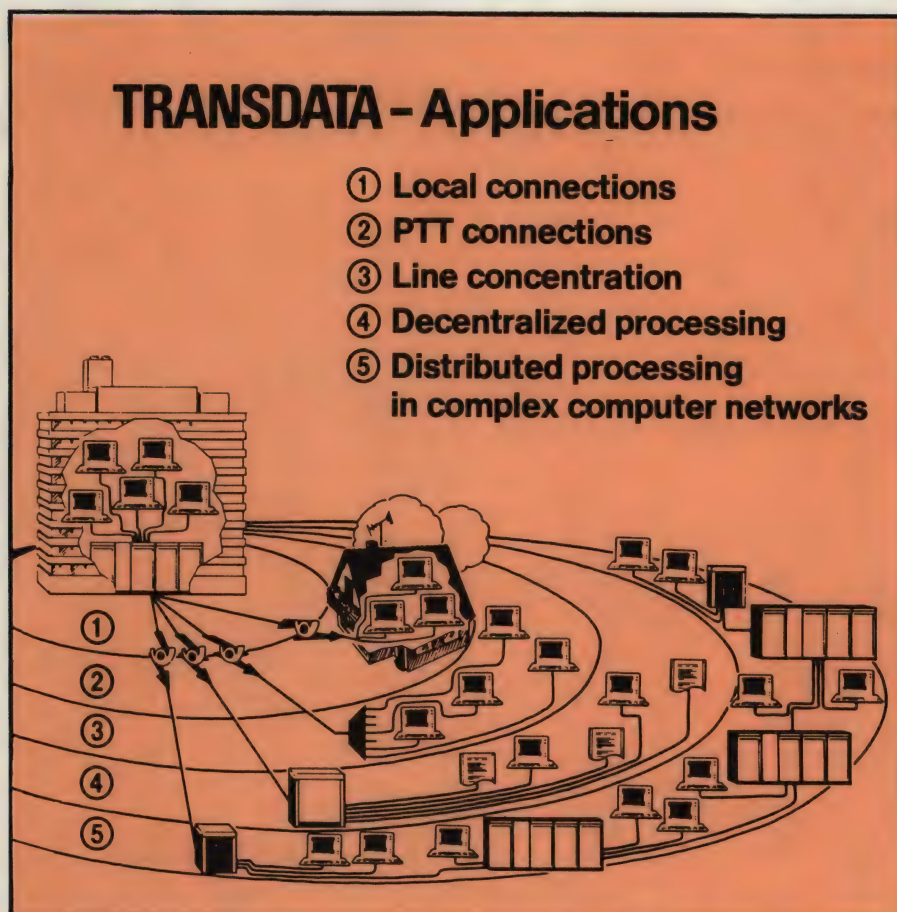 TRANSDATA – Applications
① Local connections
② PTT connections
③ Line concentration
④ Decentralized processing
⑤ Distributed processing
in complex computer networks
①
②
③
④
⑤